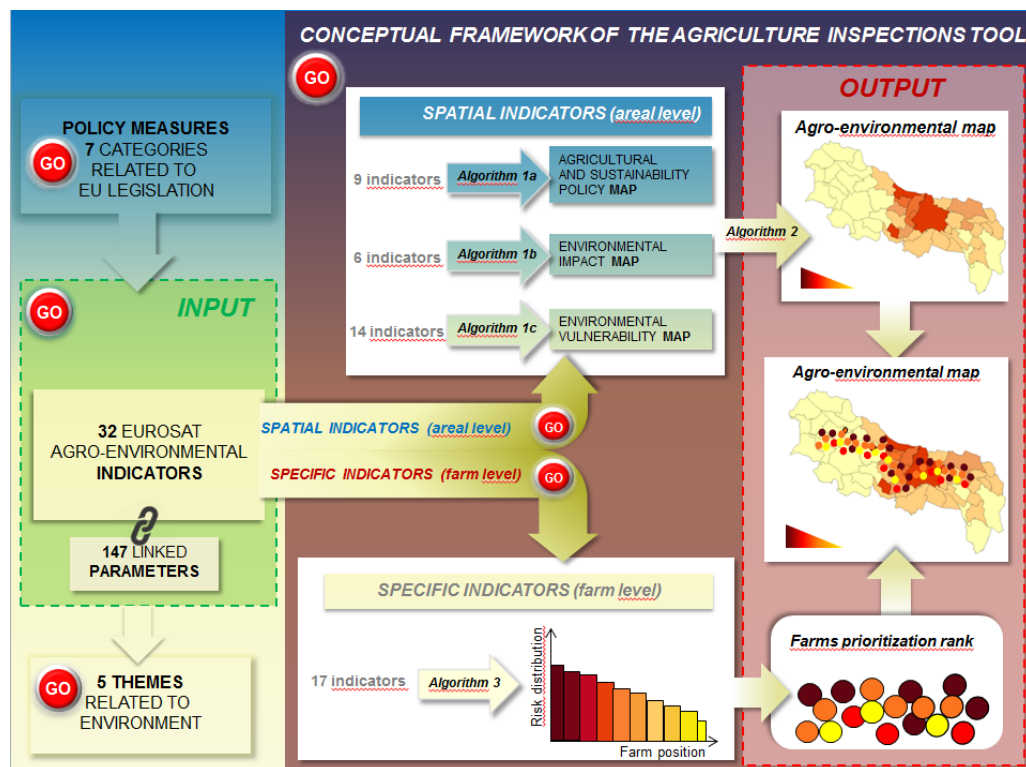 CONCEPTUAL FRAMEWORK OF THE AGRICULTURE INSPECTIONS TOOL
GO
POLICY MEASURES
GO
7 CATEGORIES
RELATED TO
EU LEGISLATION
GO
INPUT
32 EUROSAT
AGRO-ENVIRONMENTAL
INDICATORS
147 LINKED
PARAMETERS
GO
5 THEMES
RELATED TO
ENVIRONMENT
SPATIAL INDICATORS (areal level)
9 indicators
Algorithm 1a
AGRICULTURAL
AND SUSTAINABILITY
POLICY MAP
6 indicators
Algorithm 1b
ENVIRONMENTAL
IMPACT MAP
14 indicators
Algorithm 1c
ENVIRONMENTAL
VULNERABILITY MAP
SPATIAL INDICATORS (areal level)
GO
SPECIFIC INDICATORS (farm level)
GO
SPECIFIC INDICATORS (farm level)
17 indicators
Algorithm 3
Risk distribution
Farm position
Algorithm 2
OUTPUT
Agro-environmental map
Agro-environmental map
Farms prioritization rank